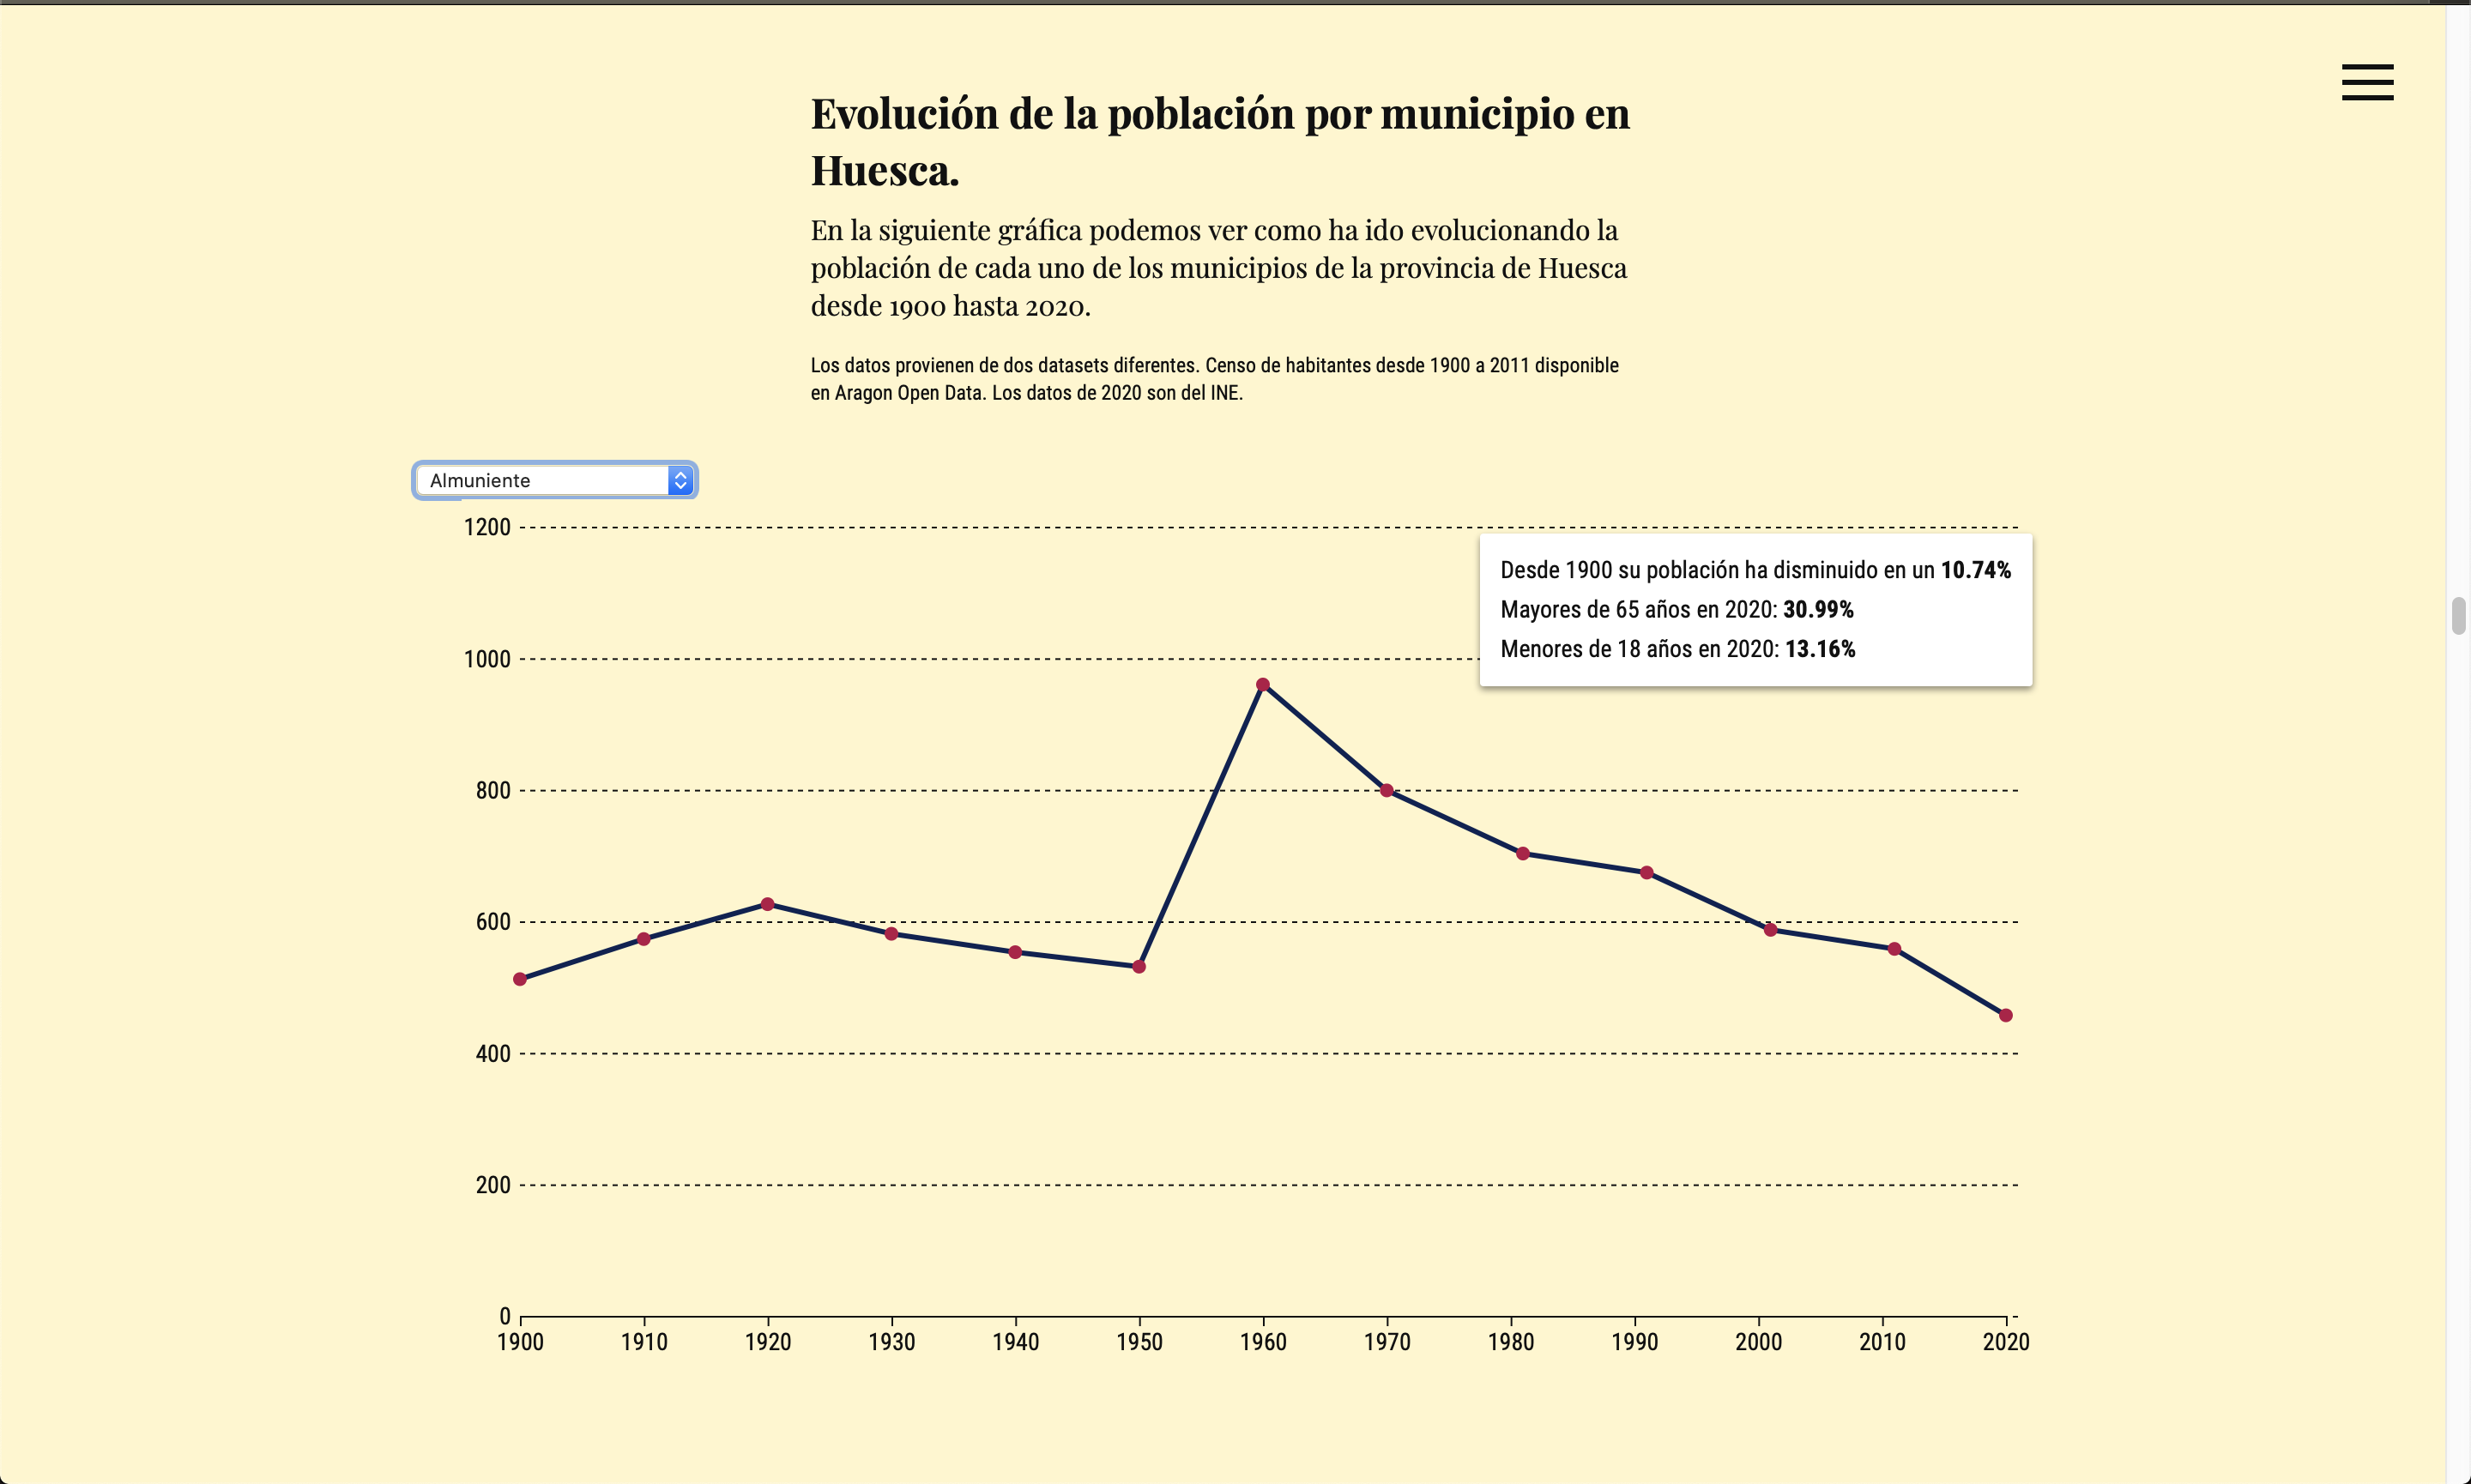 Evolución de la población por municipio en
Huesca.
En la siguiente gráfica podemos ver como ha ido evolucionando la
población de cada uno de los municipios de la provincia de Huesca
desde 1900 hasta 2020.
Los datos provienen de dos datasets diferentes. Censo de habitantes desde 1900 a 2011 disponible
en Aragon Open Data. Los datos de 2020 son del INE.
Almuniente
1200
Desde 1900 su población ha disminuido en un 10.74%
Mayores de 65 años en 2020: 30.99%
Menores de 18 años en 2020: 13.16%
1000
800
600
400
200
0
1900 1910 1920 1930 1940 1950 1960 1970 1980 1990 2000 2010 2020